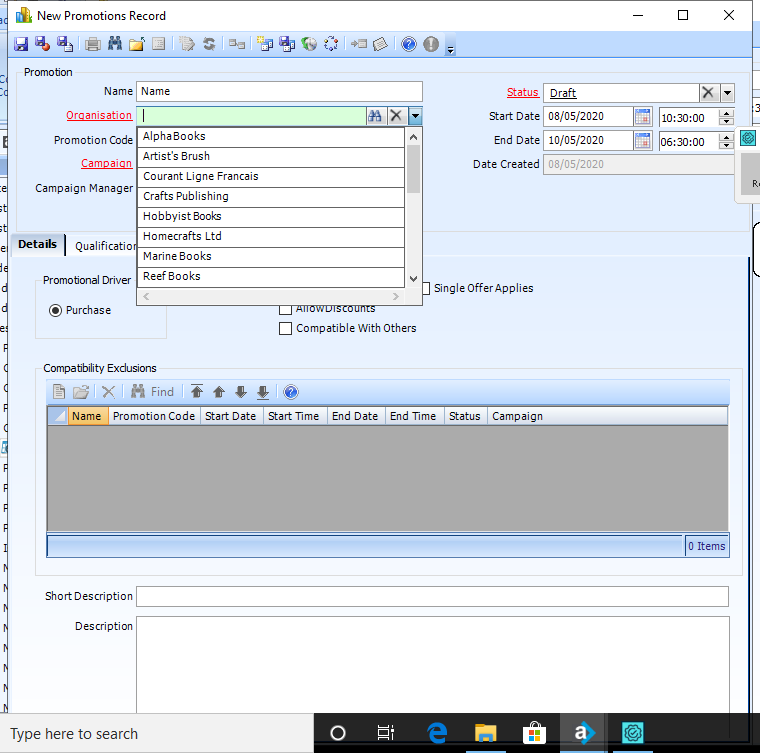 New Promotions Record
Promotion
Name Name
Status Draft
Organisation
Start Date 08/05/2020 10:30:00
Promotion Code
End Date 10/05/2020 06:30:00
Campaign
Date Created 08/05/2020
Campaign Manager
AlphaBooks
Artist's Brush
Courant Ligne Francais
Crafts Publishing
Hobbyist Books
Homecrafts Ltd
Marine Books
Reef Books
Details Qualification
Promotional Driver
Single Offer Applies
Purchase
AllowDiscounts
Compatible With Others
Compatibility Exclusions
Find
Name Promotion Code Start Date Start Time End Date End Time Status Campaign
0 Items
Short Description
Description
Type here to search